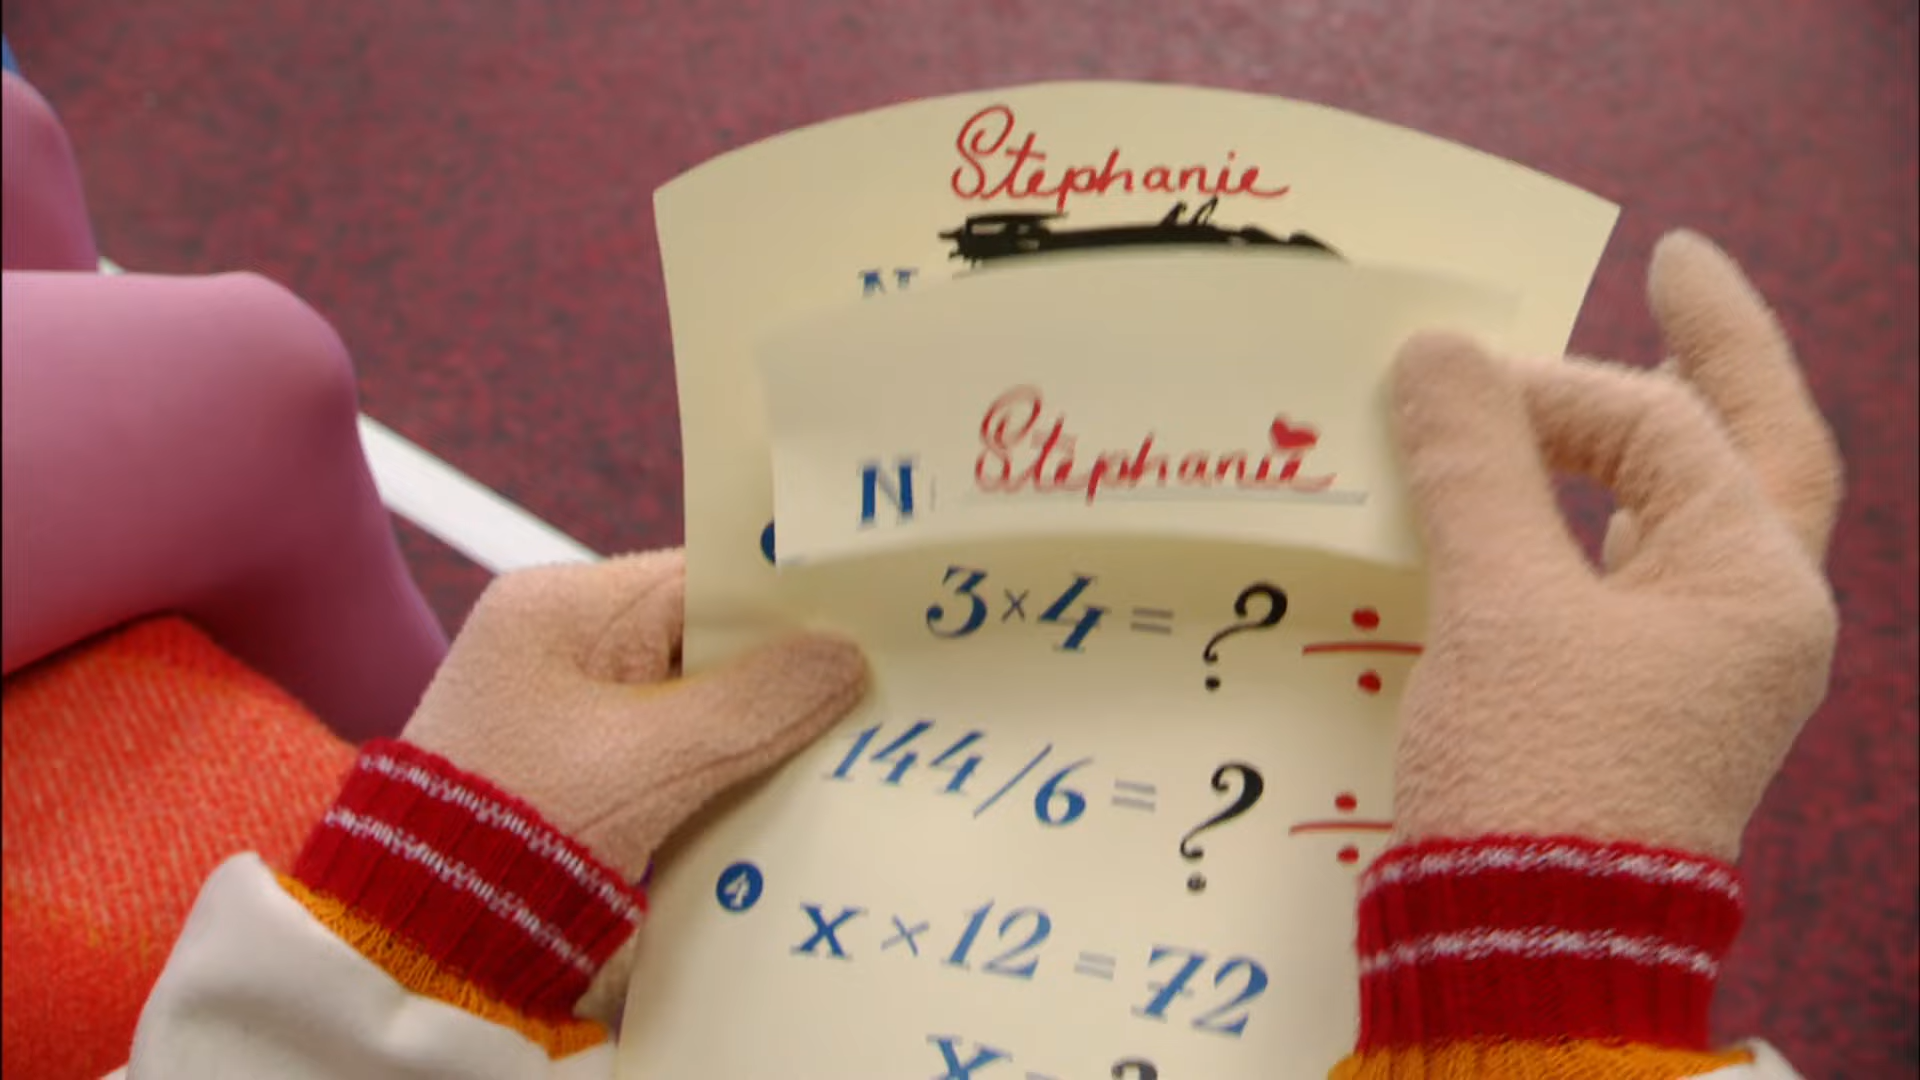 Stephanie
N Stephanie
3×4 = ? ÷
144/6 = ? ÷
4 x × 12 = 72
x = ?